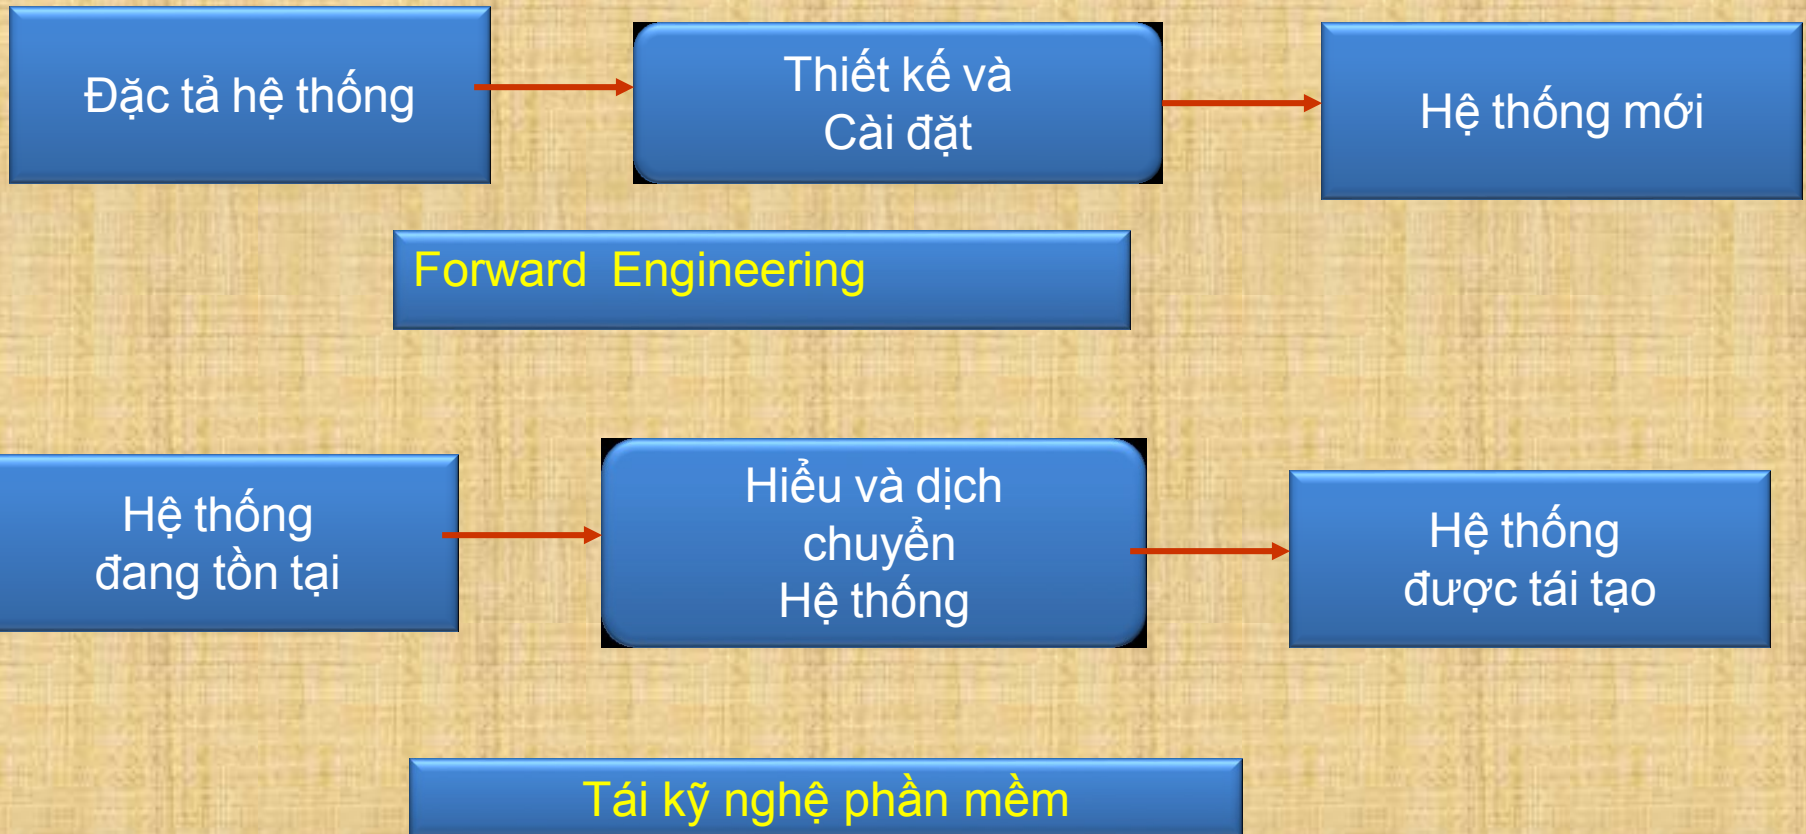 Đặc tả hệ thống
Thiết kế và
Cài đặt
Hệ thống mới
Forward Engineering
Hệ thống
đang tồn tại
Hiểu và dịch
chuyển
Hệ thống
Hệ thống
được tái tạo
Tái kỹ nghệ phần mềm